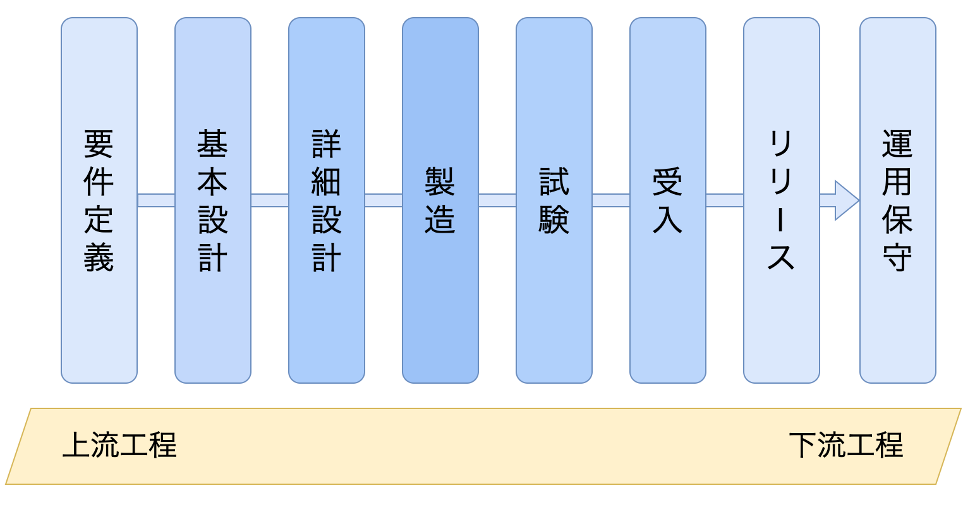 要件定義
基本設計
詳細設計
製造
試験
受入
リリース
運用保守
上流工程
下流工程